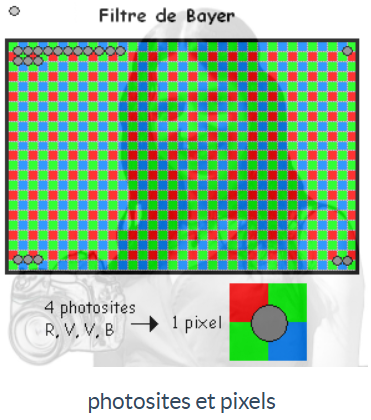 Filtre de Bayer
4 photosites
R, V, V, B
1 pixel
photosites et pixels